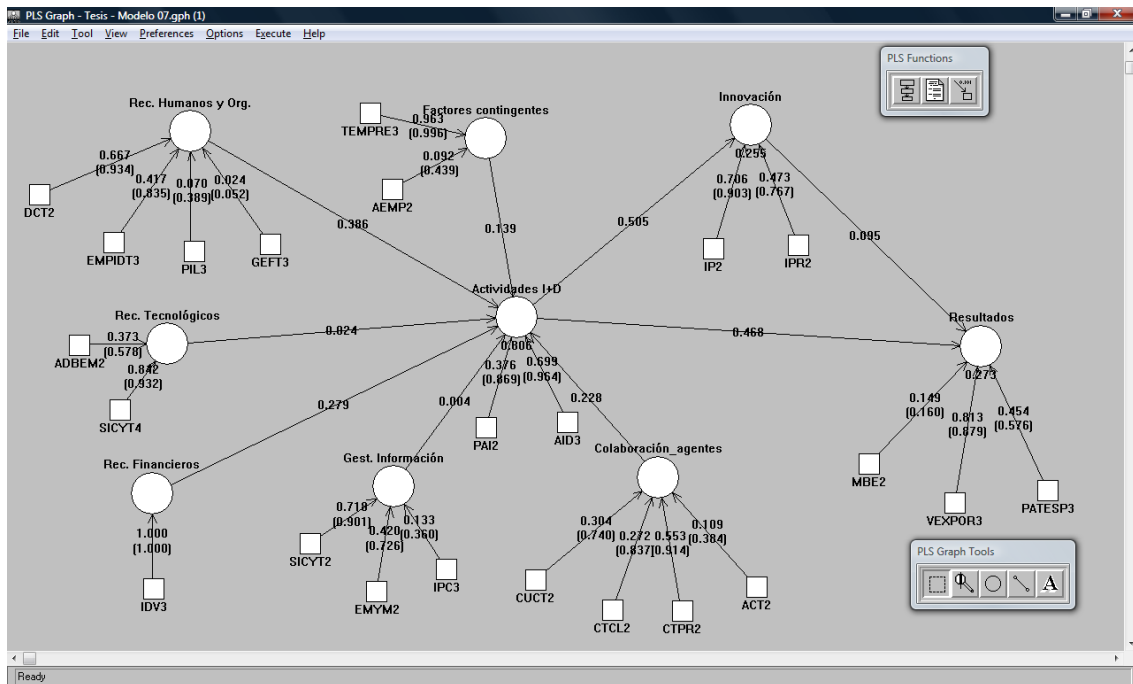 PLS Graph - Tesis - Modelo 07.gph (1)
File Edit Tool View Preferences Options Execute Help
PLS Functions
0.101
Rec. Humanos y Org.
0.667
(0.934)
0.417
(0.835)
0.070
(0.389)
0.024
(0.052)
DCT2
EMPIDT3
PIL3
GEFT3
0.386
Factores contingentes
TEMPRE3
0.963
(0.996)
0.092
(0.439)
AEMP2
0.139
Innovación
0.255
0.706
(0.903)
0.473
(0.767)
IP2
IPR2
0.505
0.095
Rec. Tecnológicos
ADBEM2
0.373
(0.578)
0.842
(0.932)
SICYT4
0.024
Actividades I+D
0.806
0.376
(0.869)
0.699
(0.964)
PAI2
AID3
0.468
Resultados
0.273
0.149
(0.160)
0.813
(0.879)
0.454
(0.576)
MBE2
VEXPOR3
PATESP3
Rec. Financieros
1.000
(1.000)
IDV3
0.279
Gest. Información
0.718
(0.901)
0.420
(0.726)
0.133
(0.360)
SICYT2
EMYM2
IPC3
0.004
Colaboración_agentes
0.304
(0.740)
0.272
(0.837)
0.553
(0.914)
0.109
(0.384)
CUCT2
CTCL2
CTPR2
ACT2
0.228
PLS Graph Tools
A
Ready